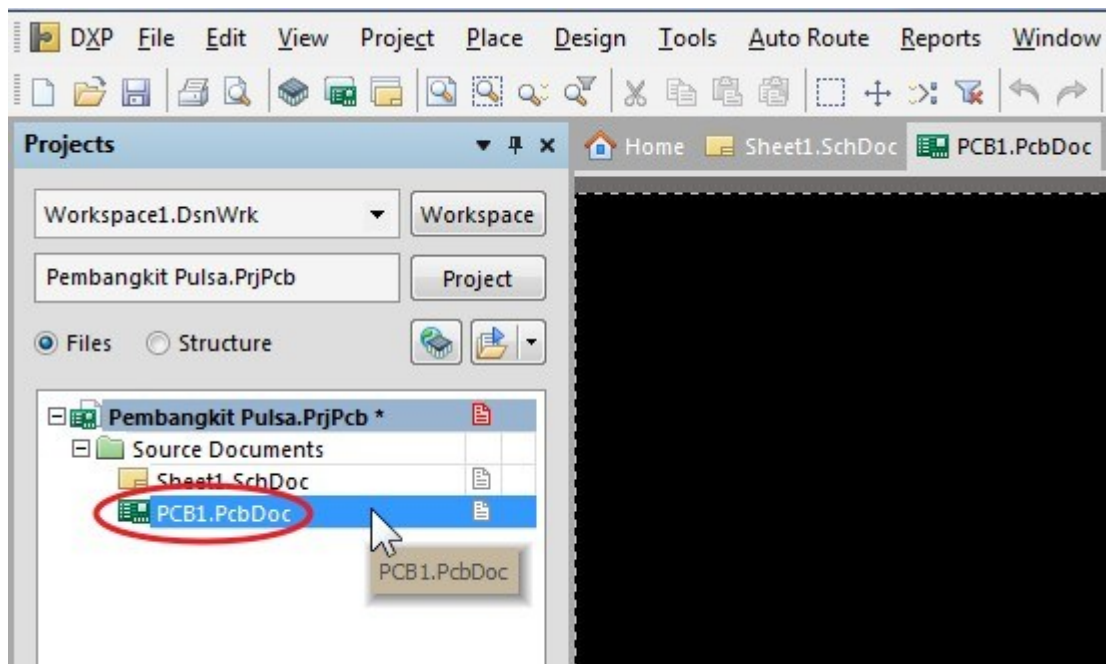 DXP File Edit View Project Place Design Tools Auto Route Reports Window
Projects
Home Sheet1.SchDoc PCB1.PcbDoc
Workspace1.DsnWrk Workspace
Pembangkit Pulsa.PrjPcb Project
Files Structure
Pembangkit Pulsa.PrjPcb *
Source Documents
Sheet1.SchDoc
PCB1.PcbDoc
PCB1.PcbDoc